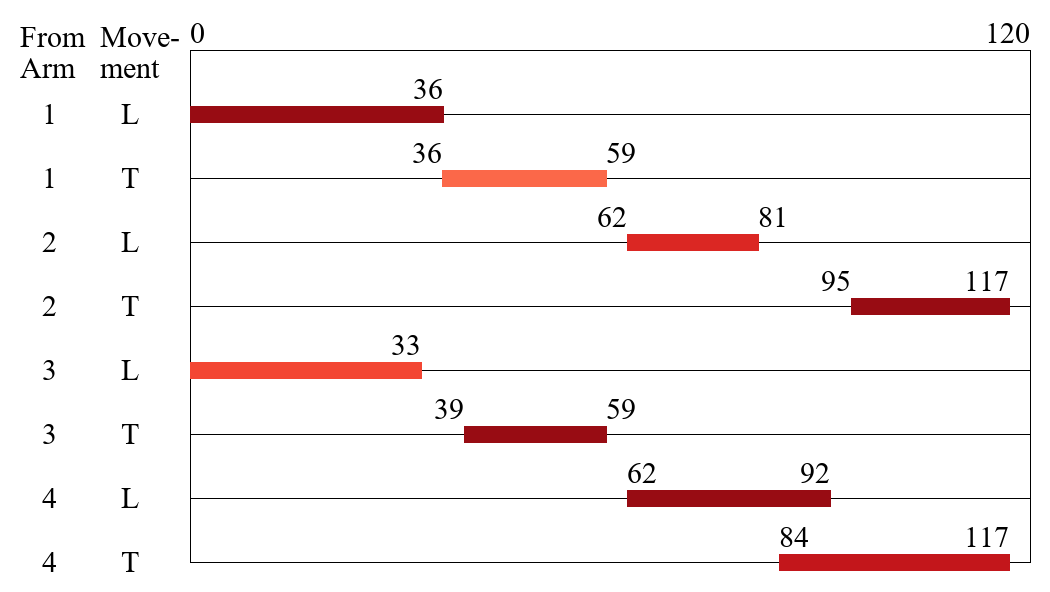 From Move- 0 120
Arm ment
1 L 36
1 T 36 59
2 L 62 81
2 T 95 117
3 L 33
3 T 39 59
4 L 62 92
4 T 84 117